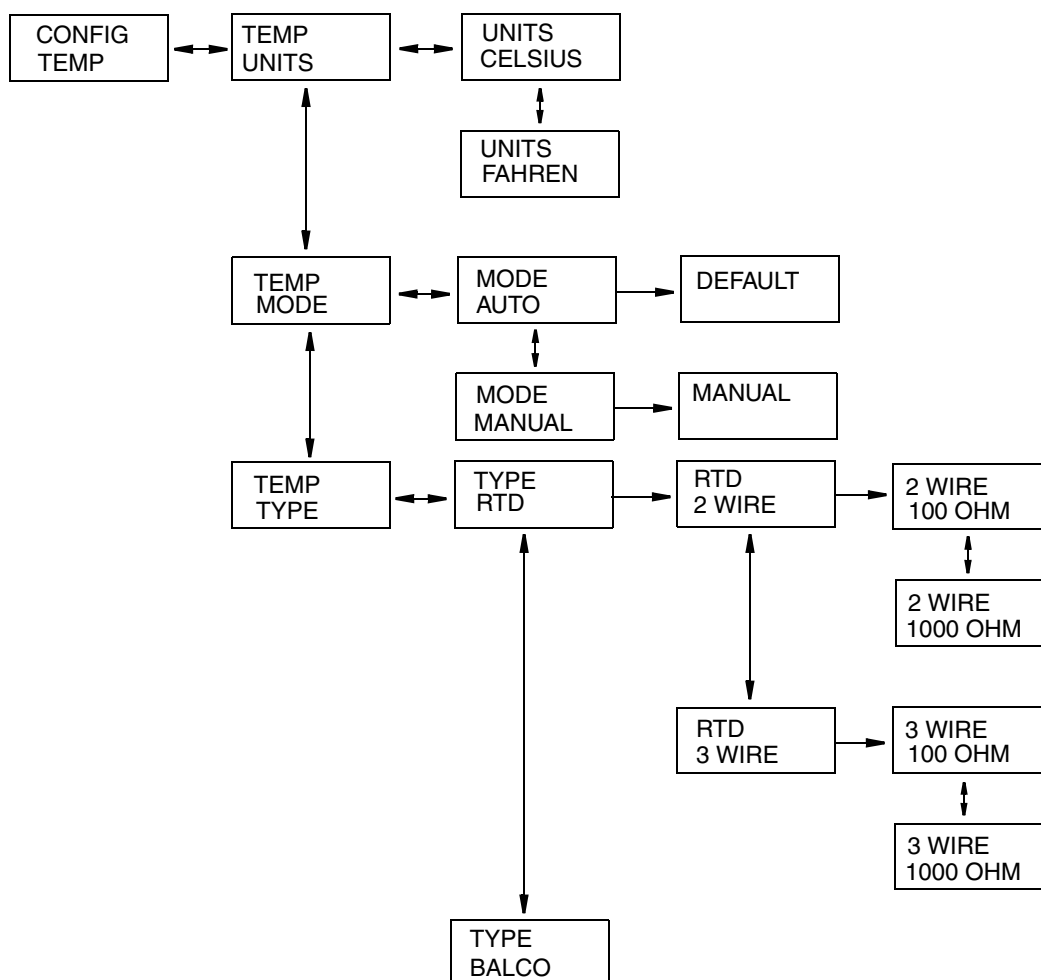 CONFIG
TEMP
TEMP
UNITS
UNITS
CELSIUS
UNITS
FAHREN
TEMP
MODE
MODE
AUTO
DEFAULT
MODE
MANUAL
MANUAL
TEMP
TYPE
TYPE
RTD
RTD
2 WIRE
2 WIRE
100 OHM
2 WIRE
1000 OHM
RTD
3 WIRE
3 WIRE
100 OHM
3 WIRE
1000 OHM
TYPE
BALCO